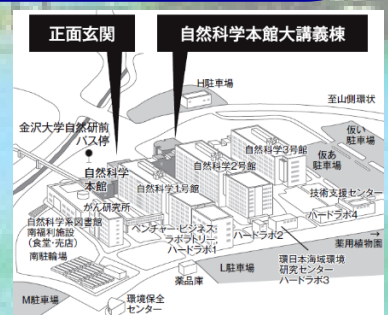 正面玄関
自然科学本館大講義棟
H駐車場
至山側環状
金沢大学自然研前
バス停
仮い
駐車場
自然科学3号館
仮あ
駐車場
自然科学2号館
自然科学
本館
自然科学1号館
技術支援センター
がん研究所
ハードラボ4
自然科学系図書館
南福利施設
(食堂・売店)
ベンチャー・ビジネス・
ラボラトリー・
ハードラボ1
ハードラボ2
→
薬用植物園
南駐輪場
環日本海域環境
研究センター
ハードラボ3
L駐車場
薬品庫
M駐車場
環境保全
センター